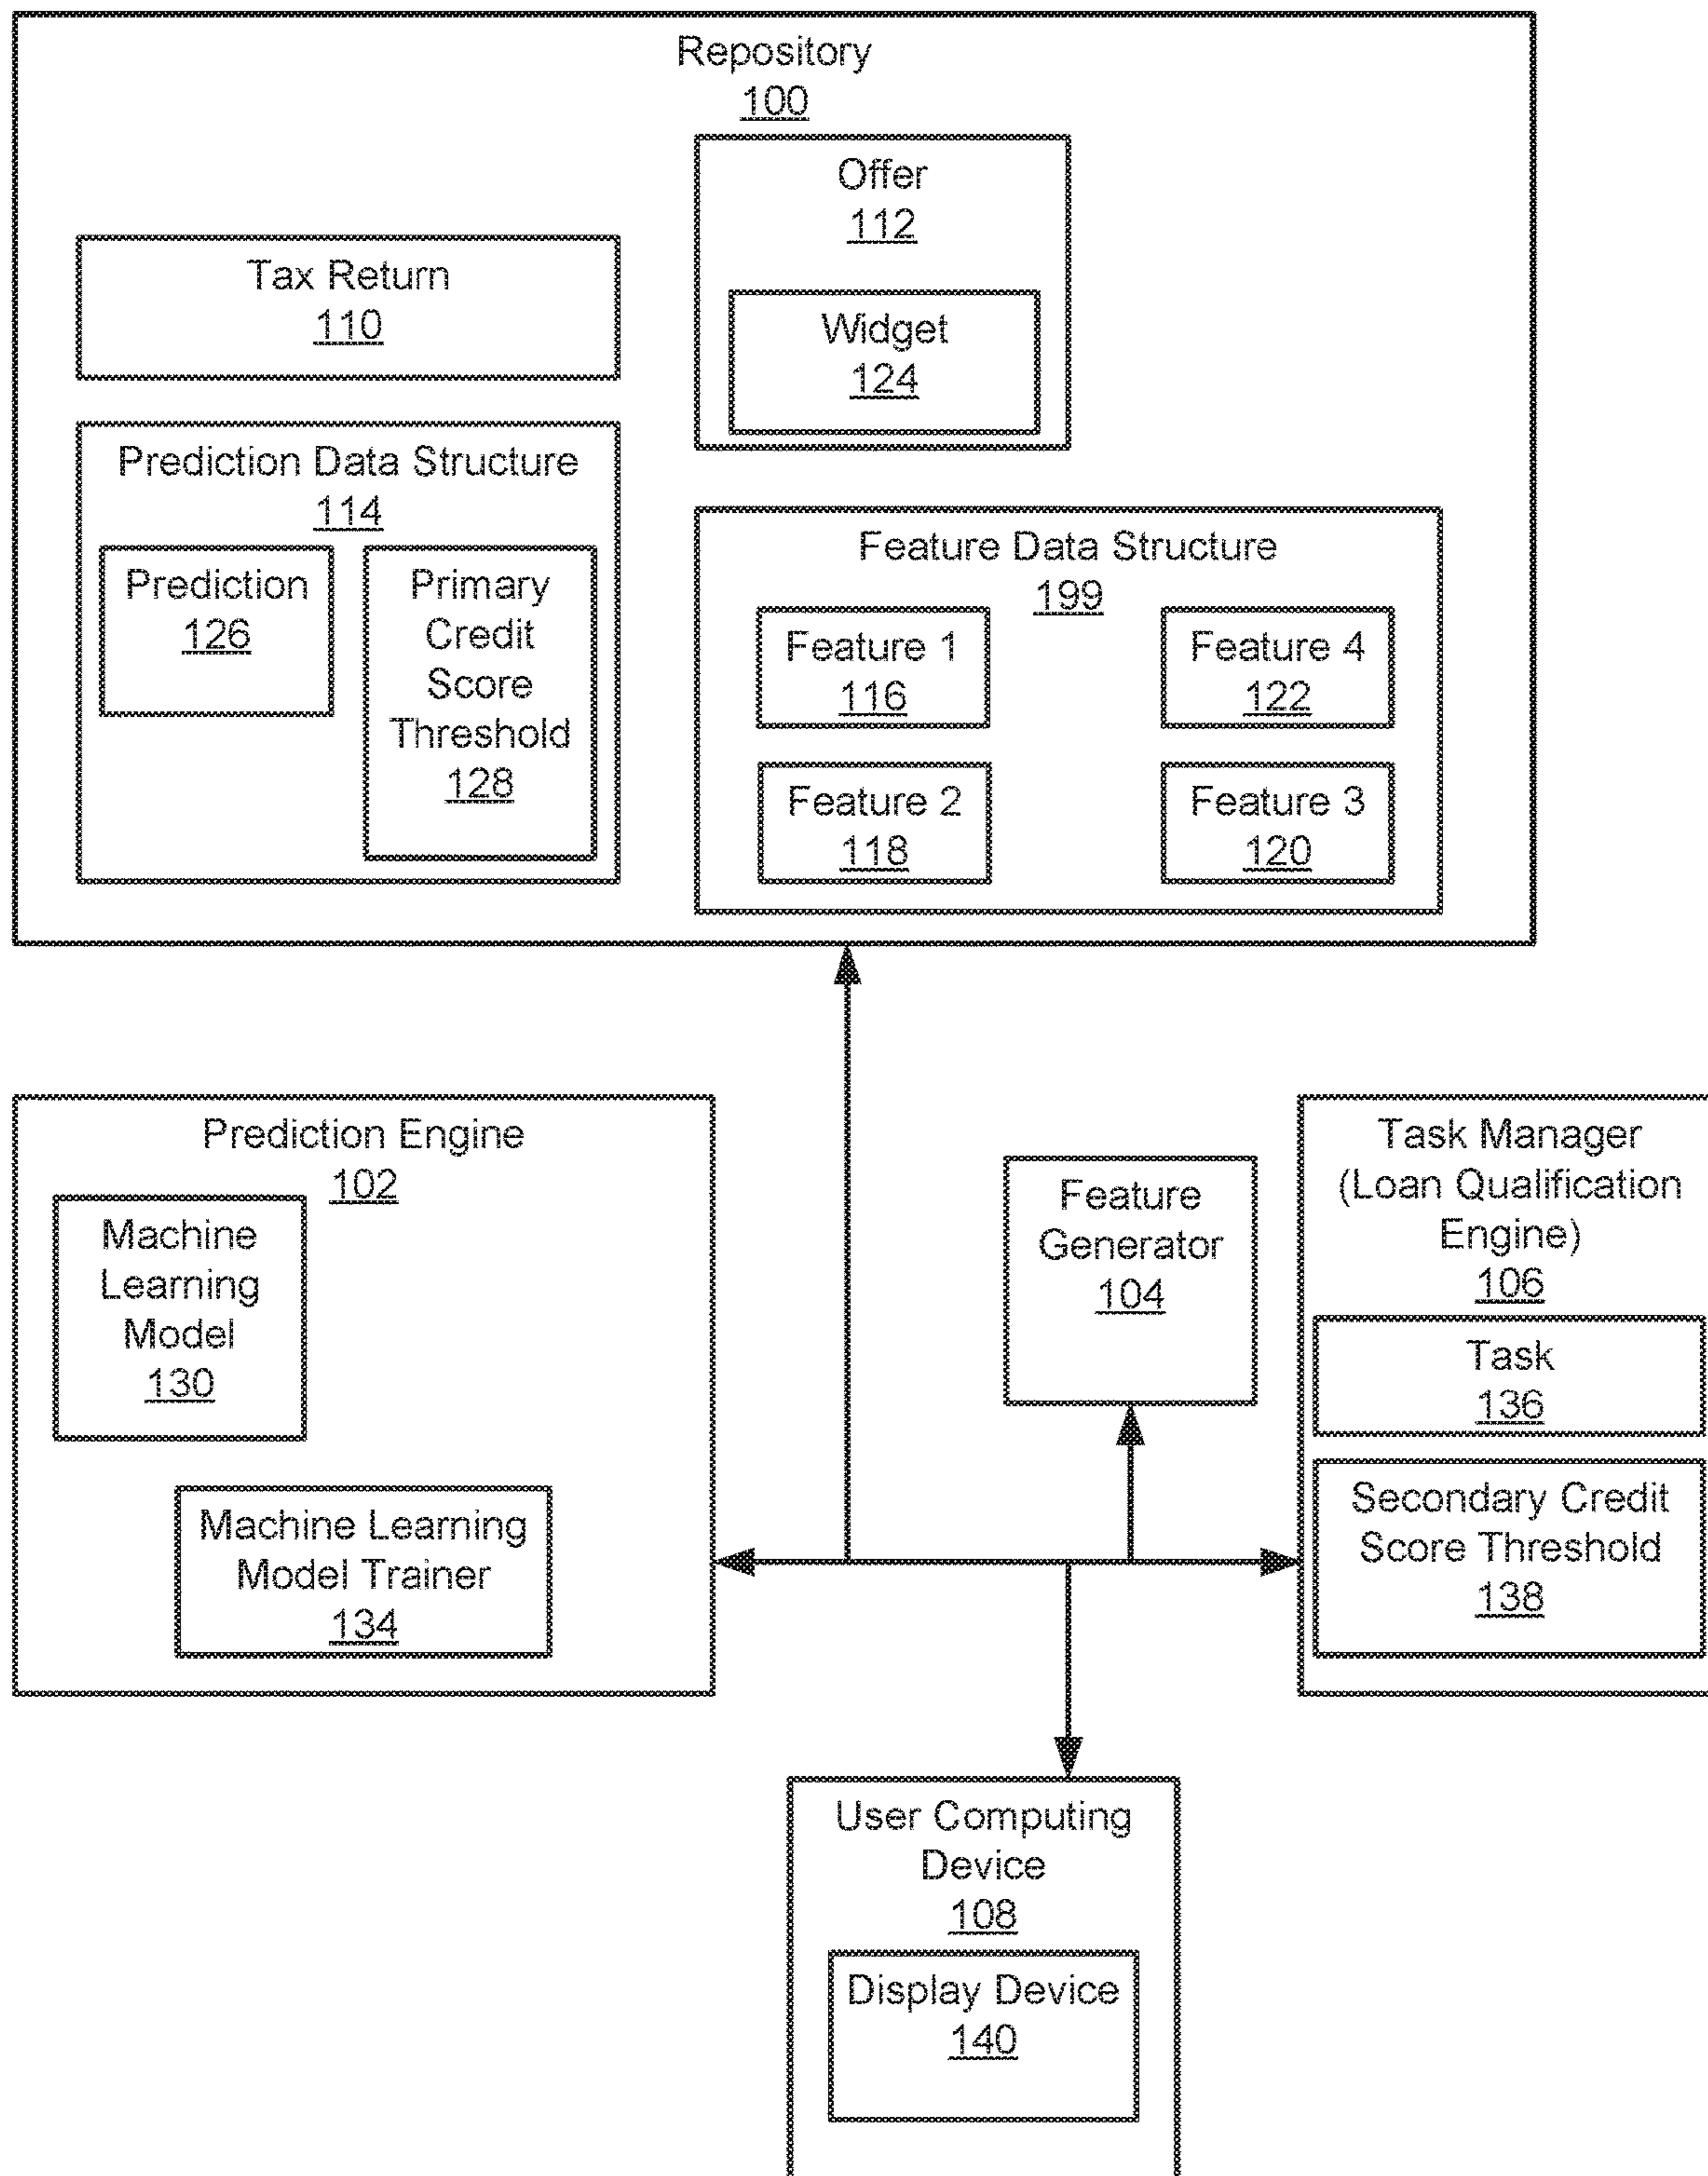 Repository
100
Offer
112
Widget
124
Tax Return
110
Prediction Data Structure
114
Prediction
126
Primary
Credit
Score
Threshold
128
Feature Data Structure
199
Feature 1
116
Feature 4
122
Feature 2
118
Feature 3
120
Prediction Engine
102
Machine
Learning
Model
130
Machine Learning
Model Trainer
134
Feature
Generator
104
Task Manager
(Loan Qualification
Engine)
106
Task
136
Secondary Credit
Score Threshold
138
User Computing
Device
108
Display Device
140